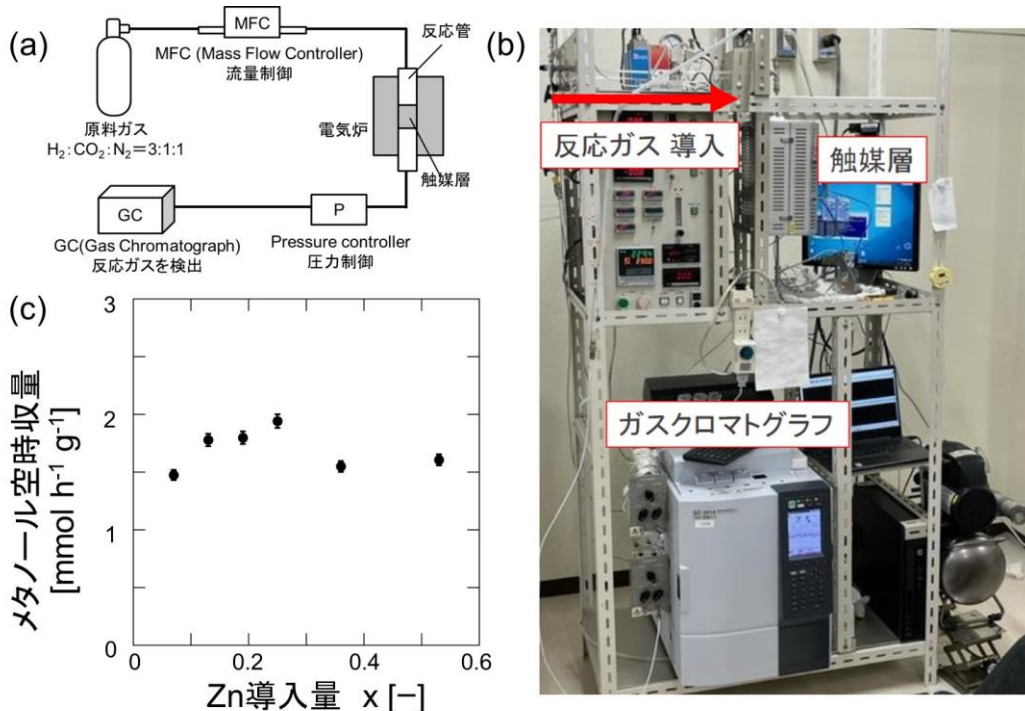 (a)
MFC
MFC (Mass Flow Controller)
流量制御
反応管
原料ガス
H₂:CO₂:N₂=3:1:1
電気炉
触媒層
GC
P
GC(Gas Chromatograph)
反応ガスを検出
Pressure controller
圧力制御
(b)
反応ガス 導入
触媒層
ガスクロマトグラフ
(c)
メタノール空時収量
[mmol h⁻¹ g⁻¹]
3
2
1
0
0
0.2
0.4
0.6
Zn導入量 x [−]